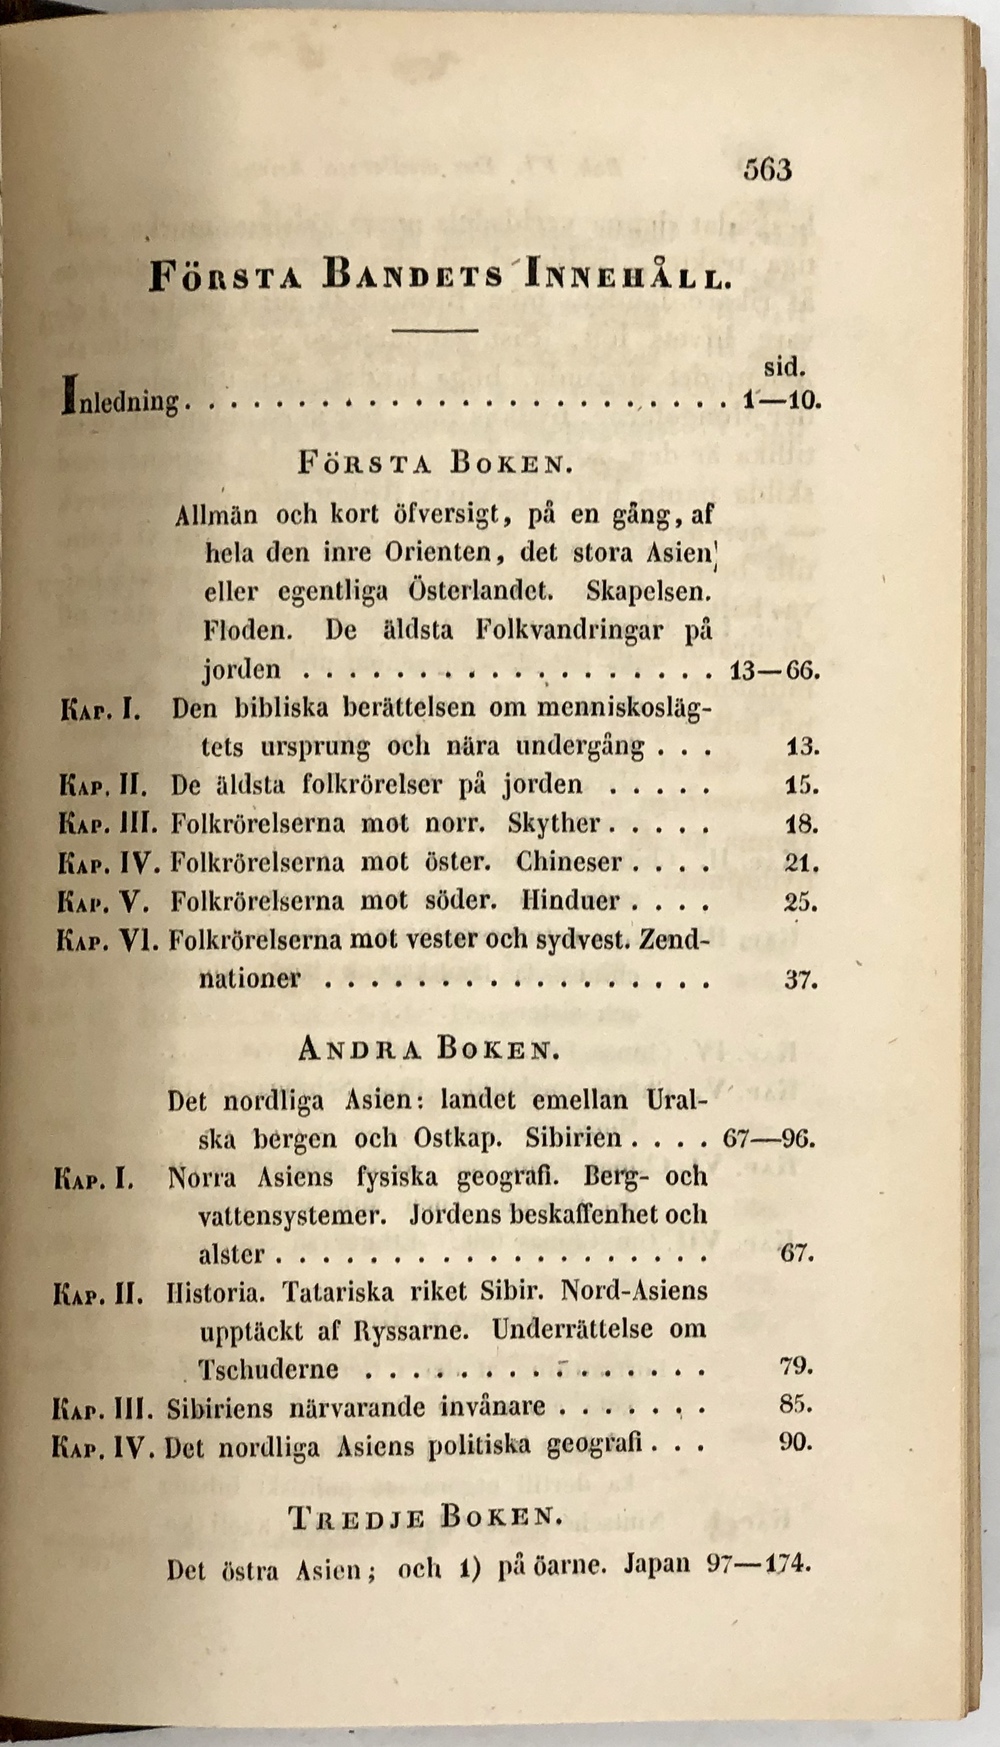 563
FÖRSTA BANDETS INNEHÅLL.
sid.
Inledning. . . . . . . . . . . . . . . . . . . . . . . . 1—10.
FÖRSTA BOKEN.
Allmän och kort öfversigt, på en gång, af
hela den inre Orienten, det stora Asien
eller egentliga Österlandet. Skapelsen.
Floden. De äldsta Folkvandringar på
jorden . . . . . . . . . . . . . . . . . . 13—66.
KAP. I. Den bibliska berättelsen om menniskosläg-
tets ursprung och nära undergång . . . 13.
KAP. II. De äldsta folkrörelser på jorden . . . . . 15.
KAP. III. Folkrörelserna mot norr. Skyther . . . . . 18.
KAP. IV. Folkrörelserna mot öster. Chineser . . . . 21.
KAP. V. Folkrörelserna mot söder. Hinduer . . . . 25.
KAP. VI. Folkrörelserna mot vester och sydvest. Zend-
nationer . . . . . . . . . . . . . . . . . 37.
ANDRA BOKEN.
Det nordliga Asien: landet emellan Ural-
ska bergen och Ostkap. Sibirien . . . . 67—96.
KAP. I. Norra Asiens fysiska geografi. Berg- och
vattensystemer. Jordens beskaffenhet och
alster . . . . . . . . . . . . . . . . . . . 67.
KAP. II. Historia. Tatariska riket Sibir. Nord-Asiens
upptäckt af Ryssarne. Underrättelse om
Tschuderne . . . . . . . . . . . . . . . 79.
KAP. III. Sibiriens närvarande invånare . . . . . . . 85.
KAP. IV. Det nordliga Asiens politiska geografi . . . 90.
TREDJE BOKEN.
Det östra Asien; och 1) på öarne. Japan 97—174.